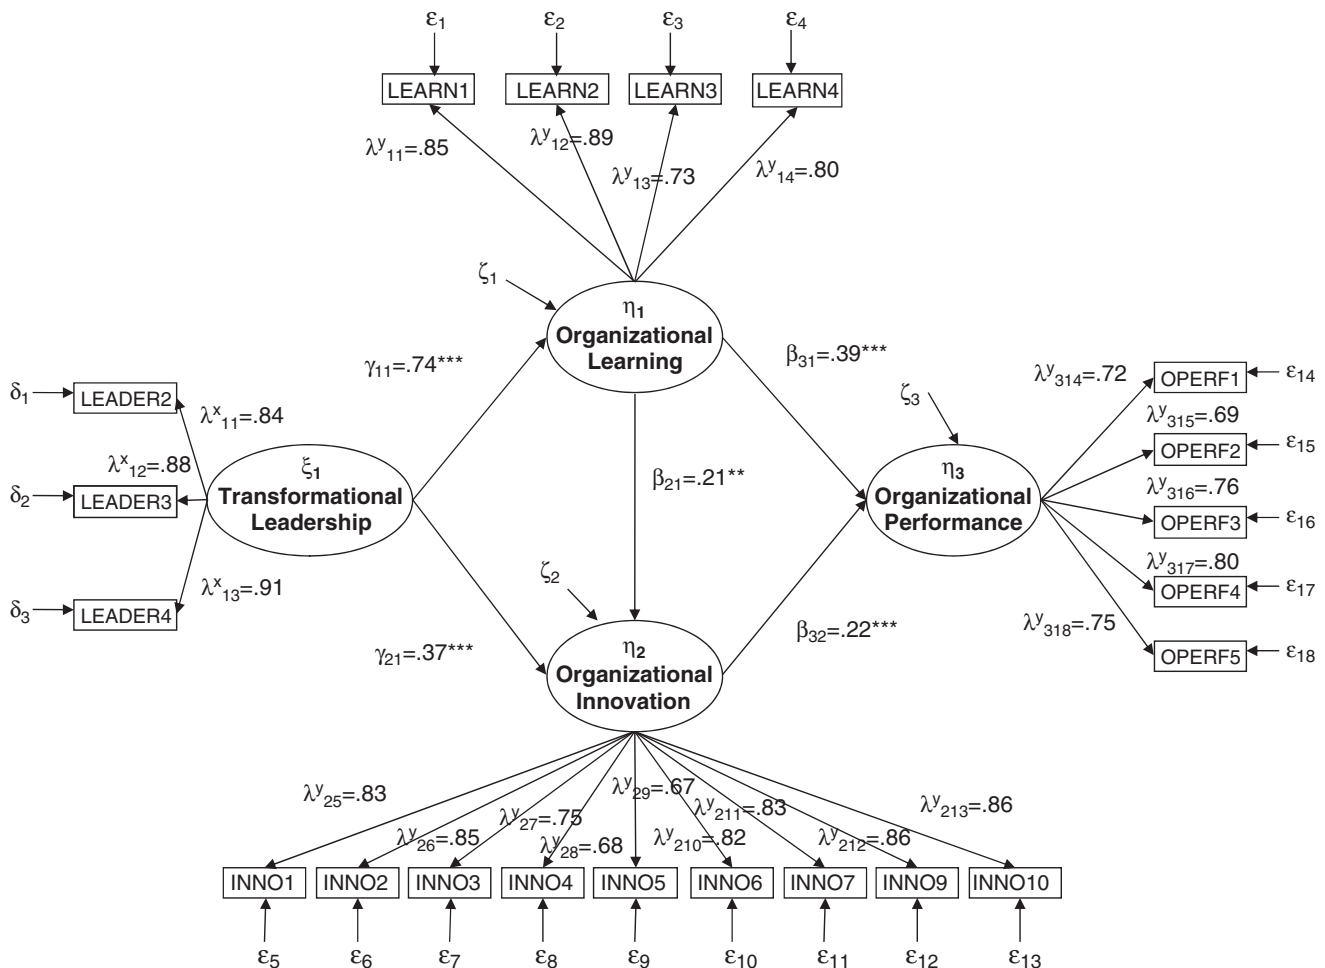 ε1 ε2 ε3 ε4
LEARN1 LEARN2 LEARN3 LEARN4
λy11=.85 λy12=.89 λy13=.73 λy14=.80
ζ1
η1
Organizational
Learning
γ11=.74***
β31=.39***
δ1 LEADER2
λx11=.84
λx12=.88
δ2 LEADER3
λx13=.91
δ3 LEADER4
ξ1
Transformational
Leadership
β21=.21**
ζ3
η3
Organizational
Performance
λy314=.72
OPERF1 ε14
λy315=.69
OPERF2 ε15
λy316=.76
OPERF3 ε16
λy317=.80
OPERF4 ε17
λy318=.75
OPERF5 ε18
ζ2
γ21=.37***
β32=.22***
η2
Organizational
Innovation
λy25=.83 λy26=.85 λy27=.75 λy28=.68 λy29=.67 λy210=.82 λy211=.83 λy212=.86 λy213=.86
INNO1 INNO2 INNO3 INNO4 INNO5 INNO6 INNO7 INNO9 INNO10
ε5 ε6 ε7 ε8 ε9 ε10 ε11 ε12 ε13